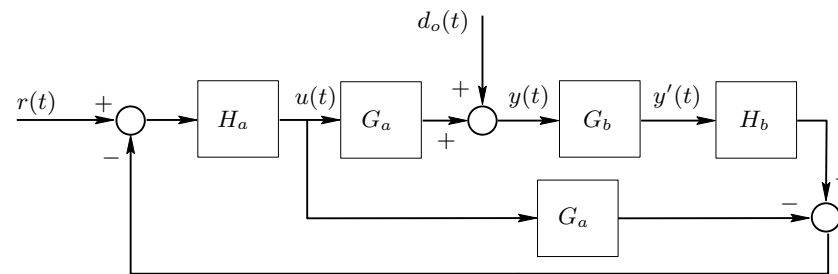 d_o(t)
r(t)
+
H_a
u(t)
G_a
+
+
y(t)
G_b
y′(t)
H_b
−
G_a
−